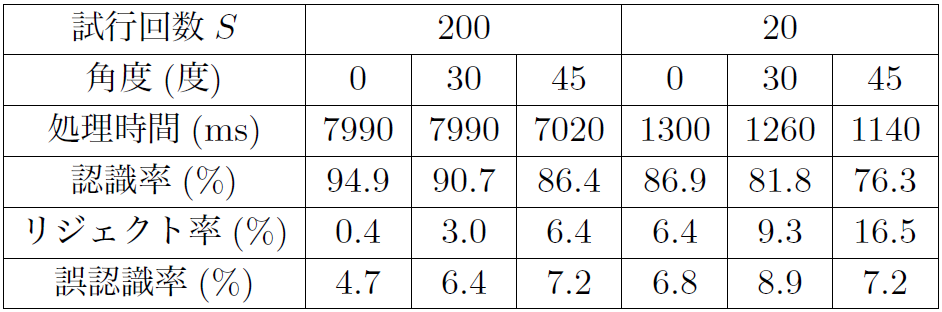 試行回数 S 200 20
角度 (度) 0 30 45 0 30 45
処理時間 (ms) 7990 7990 7020 1300 1260 1140
認識率 (%) 94.9 90.7 86.4 86.9 81.8 76.3
リジェクト率 (%) 0.4 3.0 6.4 6.4 9.3 16.5
誤認識率 (%) 4.7 6.4 7.2 6.8 8.9 7.2